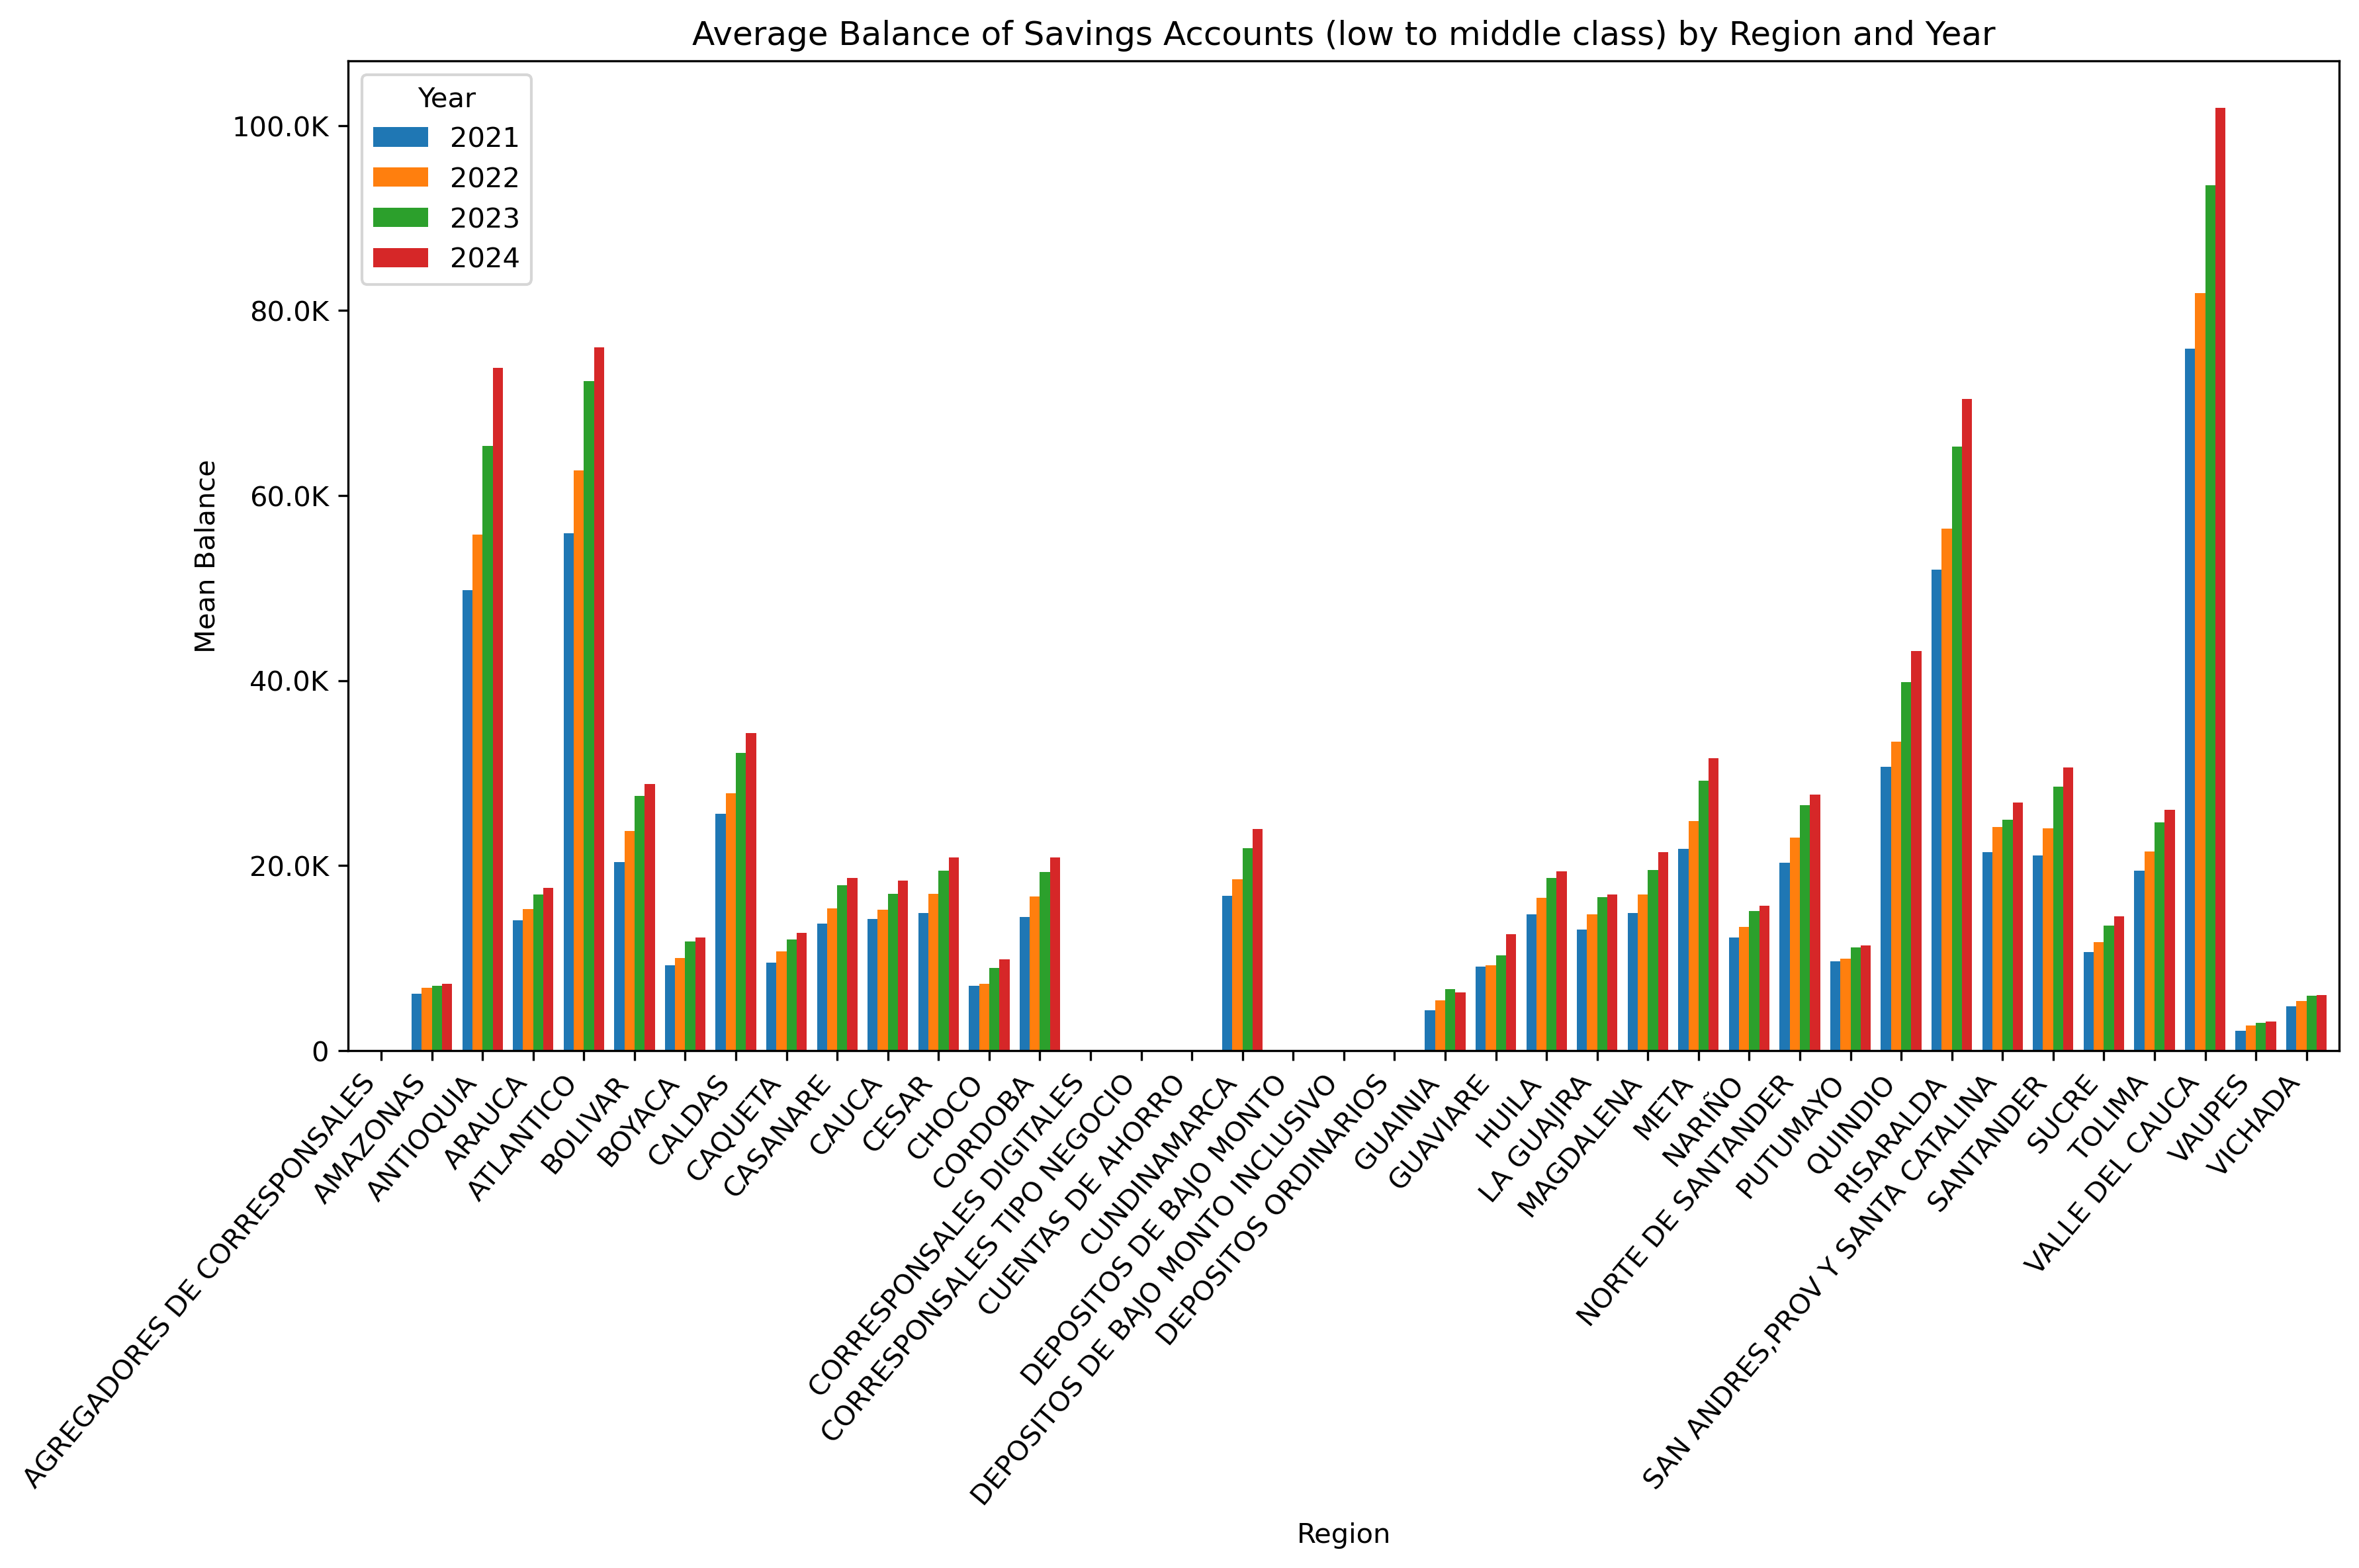 Average Balance of Savings Accounts (low to middle class) by Region and Year
Year
2021
2022
2023
2024
Mean Balance
100.0K
80.0K
60.0K
40.0K
20.0K
0
AGREGADORES DE CORRESPONSALES
AMAZONAS
ANTIOQUIA
ARAUCA
ATLANTICO
BOLIVAR
BOYACA
CALDAS
CAQUETA
CASANARE
CAUCA
CESAR
CHOCO
CORDOBA
CORRESPONSALES DIGITALES
CORRESPONSALES TIPO NEGOCIO
CUENTAS DE AHORRO
CUNDINAMARCA
DEPOSITOS DE BAJO MONTO
DEPOSITOS DE BAJO MONTO INCLUSIVO
DEPOSITOS ORDINARIOS
GUAINIA
GUAVIARE
HUILA
LA GUAJIRA
MAGDALENA
META
NARIÑO
NORTE DE SANTANDER
PUTUMAYO
QUINDIO
RISARALDA
SAN ANDRES,PROV Y SANTA CATALINA
SANTANDER
SUCRE
TOLIMA
VALLE DEL CAUCA
VAUPES
VICHADA
Region